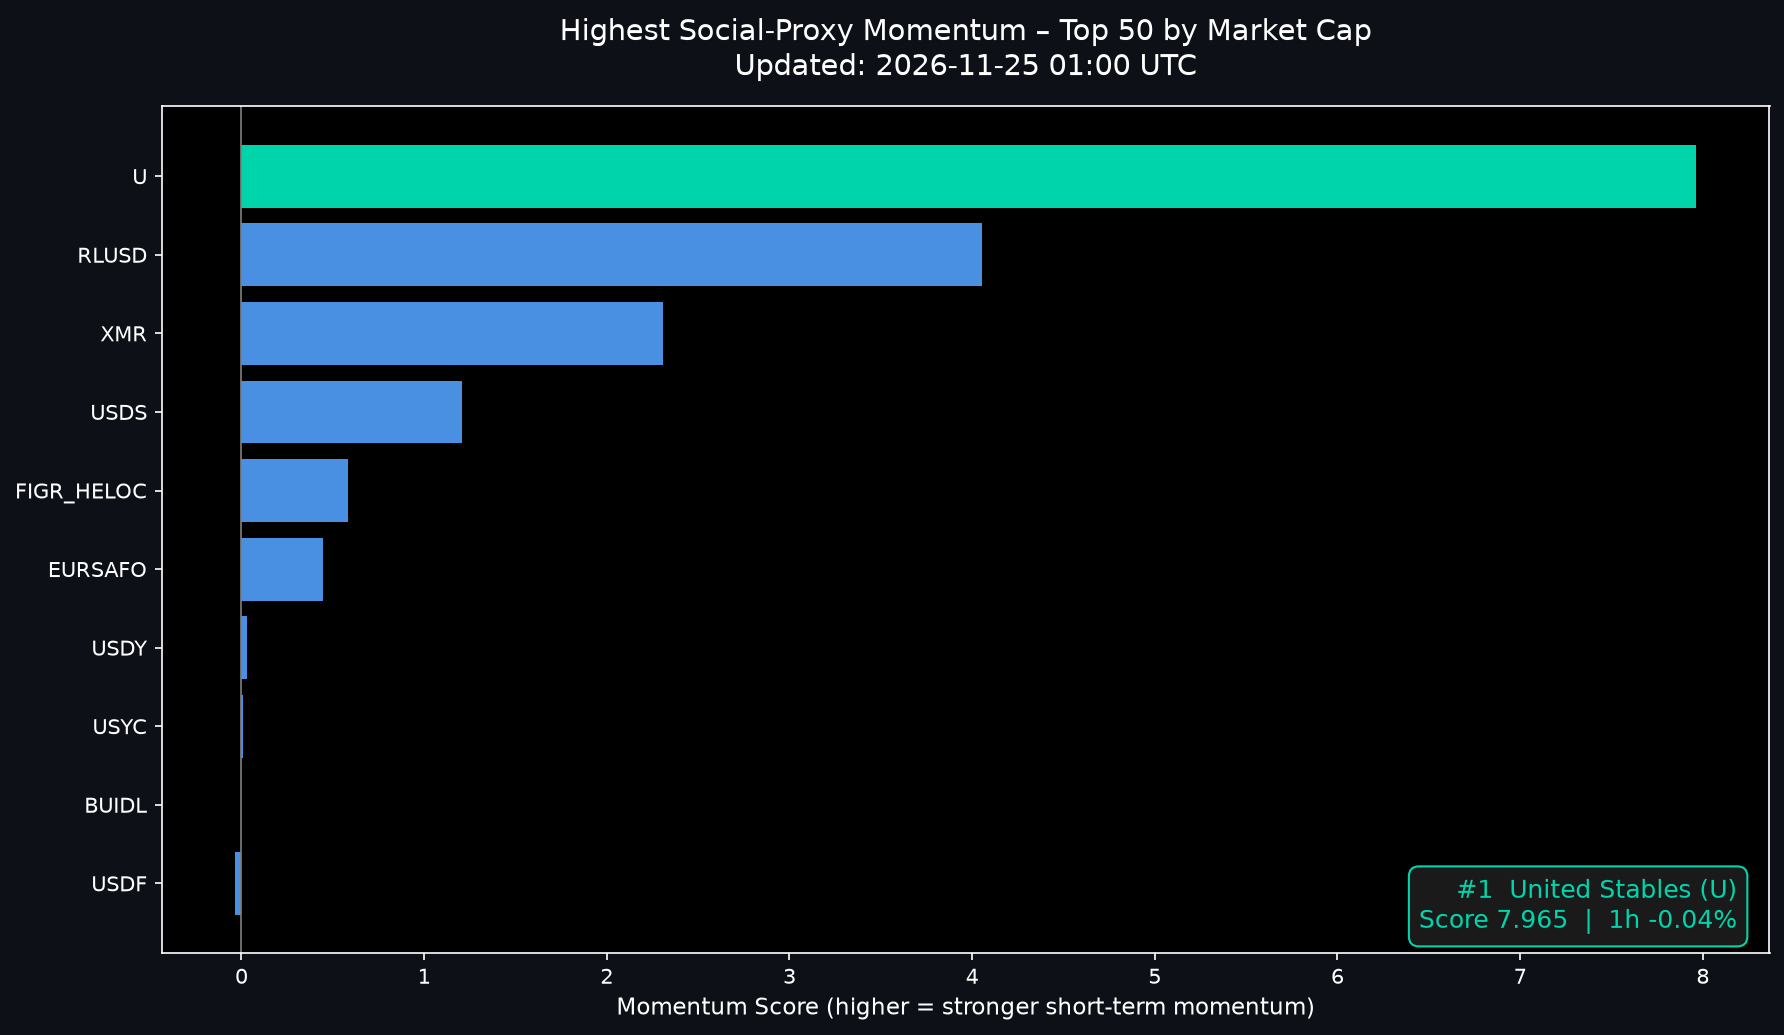 Highest Social-Proxy Momentum – Top 50 by Market Cap
Updated: 2026-11-25 01:00 UTC
U
RLUSD
XMR
USDS
FIGR_HELOC
EURSAFO
USDY
USYC
BUIDL
USDF
#1  United Stables (U)
Score 7.965  |  1h -0.04%
0 1 2 3 4 5 6 7 8
Momentum Score (higher = stronger short-term momentum)